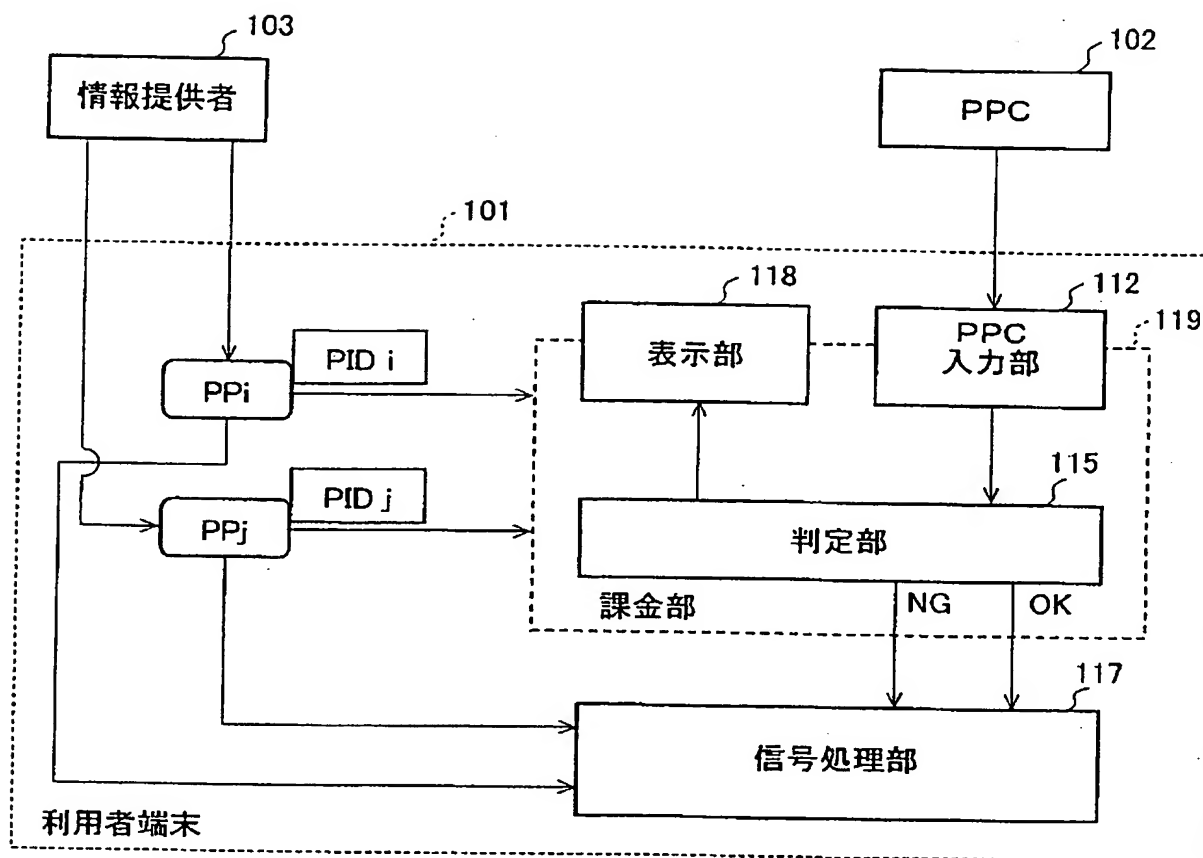 103
情報提供者
102
PPC
101
118
表示部
112
PPC
入力部
119
PID i
PPi
PID j
PPj
115
判定部
課金部
NG
OK
117
信号処理部
利用者端末